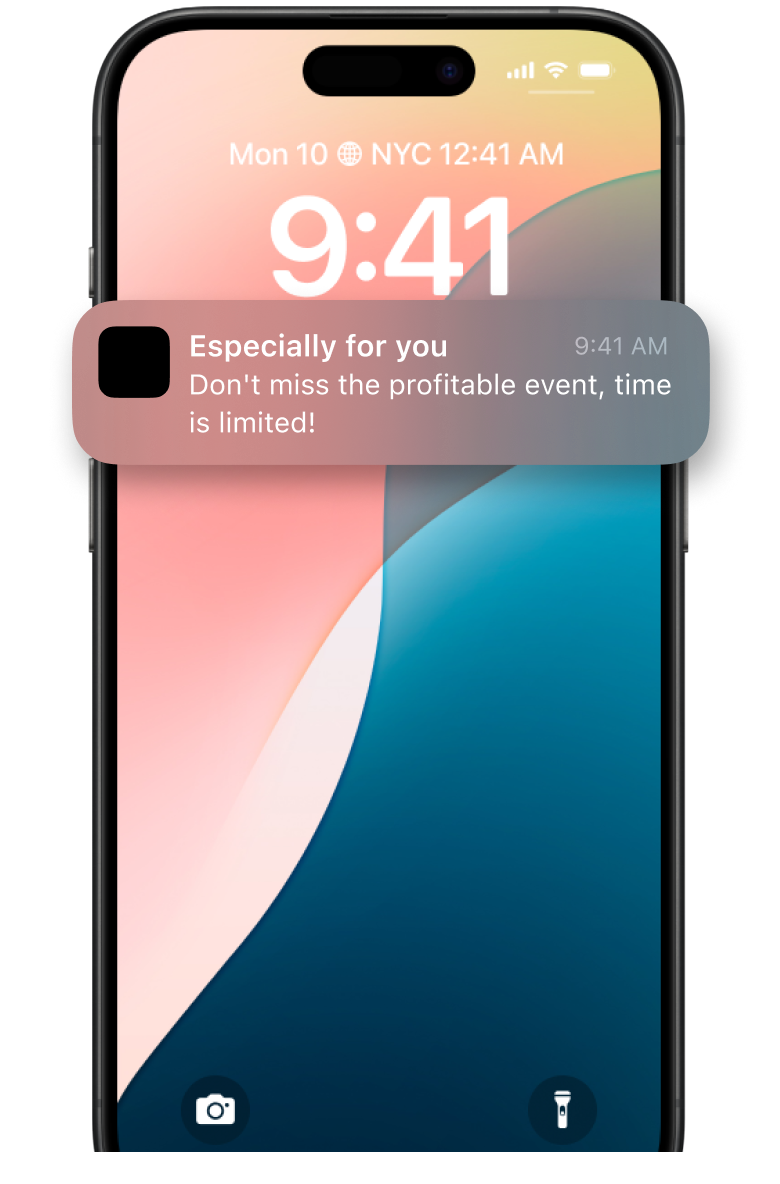 Mon 10 NYC 12:41 AM
9:41
Especially for you 9:41 AM
Don't miss the profitable event, time
is limited!